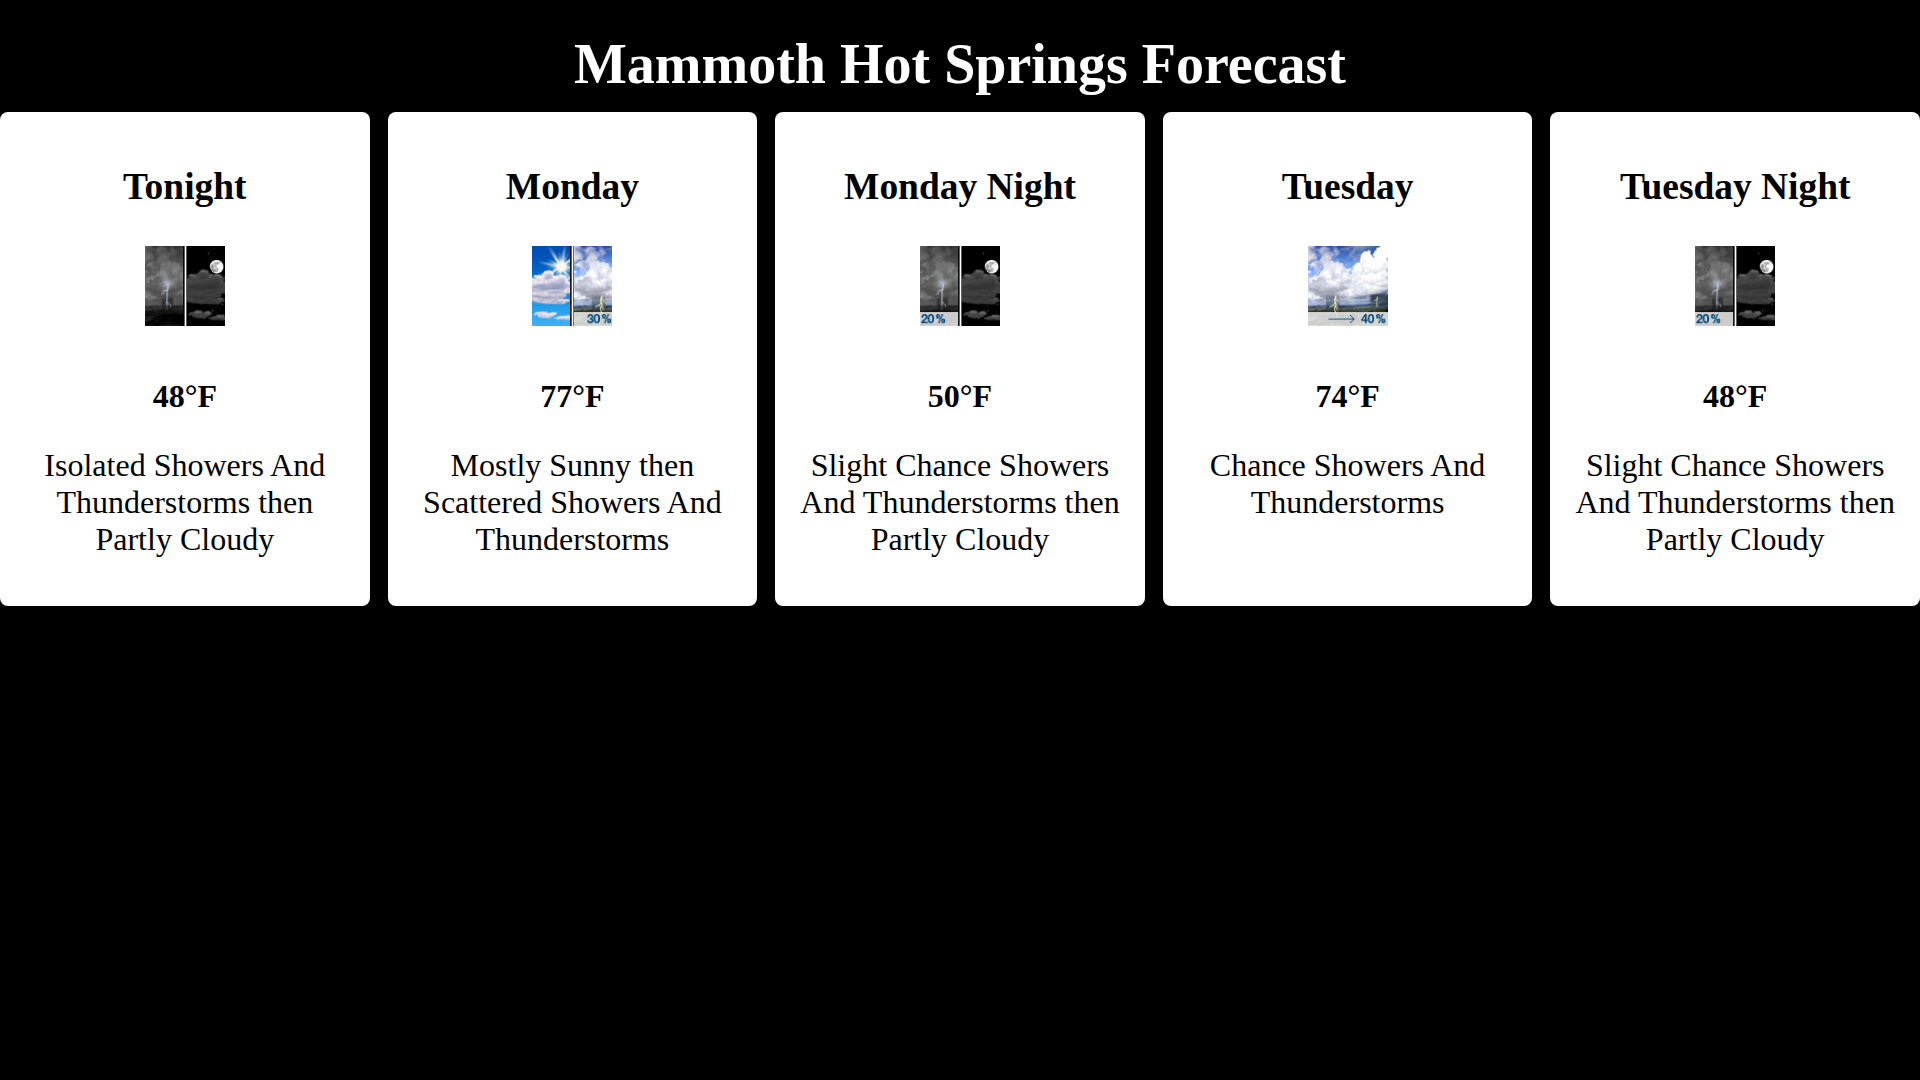 Mammoth Hot Springs Forecast
Tonight
48°F
Isolated Showers And
Thunderstorms then
Partly Cloudy
Monday
30%
77°F
Mostly Sunny then
Scattered Showers And
Thunderstorms
Monday Night
20%
50°F
Slight Chance Showers
And Thunderstorms then
Partly Cloudy
Tuesday
40%
74°F
Chance Showers And
Thunderstorms
Tuesday Night
20%
48°F
Slight Chance Showers
And Thunderstorms then
Partly Cloudy